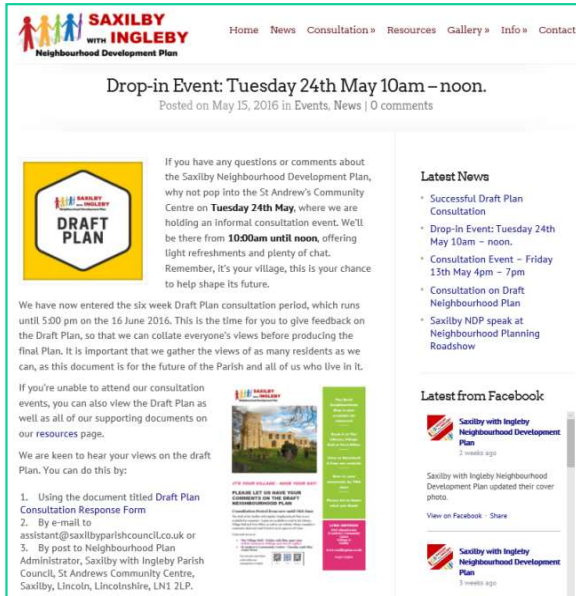 SAXILBY
WITH INGLEBY
Neighbourhood Development Plan
Home News Consultation » Resources Gallery » Info » Contact
Drop-in Event: Tuesday 24th May 10am – noon.
Posted on May 15, 2016 in Events, News | 0 comments
SAXILBY
WITH INGLEBY
DRAFT
PLAN
If you have any questions or comments about
the Saxilby Neighbourhood Development Plan,
why not pop into the St Andrew's Community
Centre on Tuesday 24th May, where we are
holding an informal consultation event. We'll
be there from 10:00am until noon, offering
light refreshments and plenty of chat.
Remember, it's your village, this is your chance
to help shape its future.
We have now entered the six week Draft Plan consultation period, which runs
until 5:00 pm on the 16 June 2016. This is the time for you to give feedback on
the Draft Plan, so that we can collate everyone's views before producing the
final Plan. It is important that we gather the views of as many residents as we
can, as this document is for the future of the Parish and all of us who live in it.
If you're unable to attend our consultation
events, you can also view the Draft Plan as
well as all of our supporting documents on
our resources page.
We are keen to hear your views on the draft
Plan. You can do this by:
1. Using the document titled Draft Plan
Consultation Response Form
2. By e-mail to
assistant@saxilbyparishcouncil.co.uk or
3. By post to Neighbourhood Plan
Administrator, Saxilby with Ingleby Parish
Council, St Andrews Community Centre,
Saxilby, Lincoln, Lincolnshire, LN1 2LP.
SAXILBY
WITH INGLEBY
IT'S YOUR VILLAGE - HAVE YOUR SAY!
PLEASE LET US HAVE YOUR
COMMENTS ON THE DRAFT
NEIGHBOURHOOD PLAN
Latest News
Successful Draft Plan
Consultation
Drop-in Event: Tuesday 24th
May 10am – noon.
Consultation Event – Friday
13th May 4pm – 7pm
Consultation on Draft
Neighbourhood Plan
Saxilby NDP speak at
Neighbourhood Planning
Roadshow
Latest from Facebook
Saxilby with Ingleby
Neighbourhood Development
Plan
2 weeks ago
Saxilby with Ingleby Neighbourhood
Development Plan updated their cover
photo.
View on Facebook · Share
Saxilby with Ingleby
Neighbourhood Development
Plan
3 weeks ago